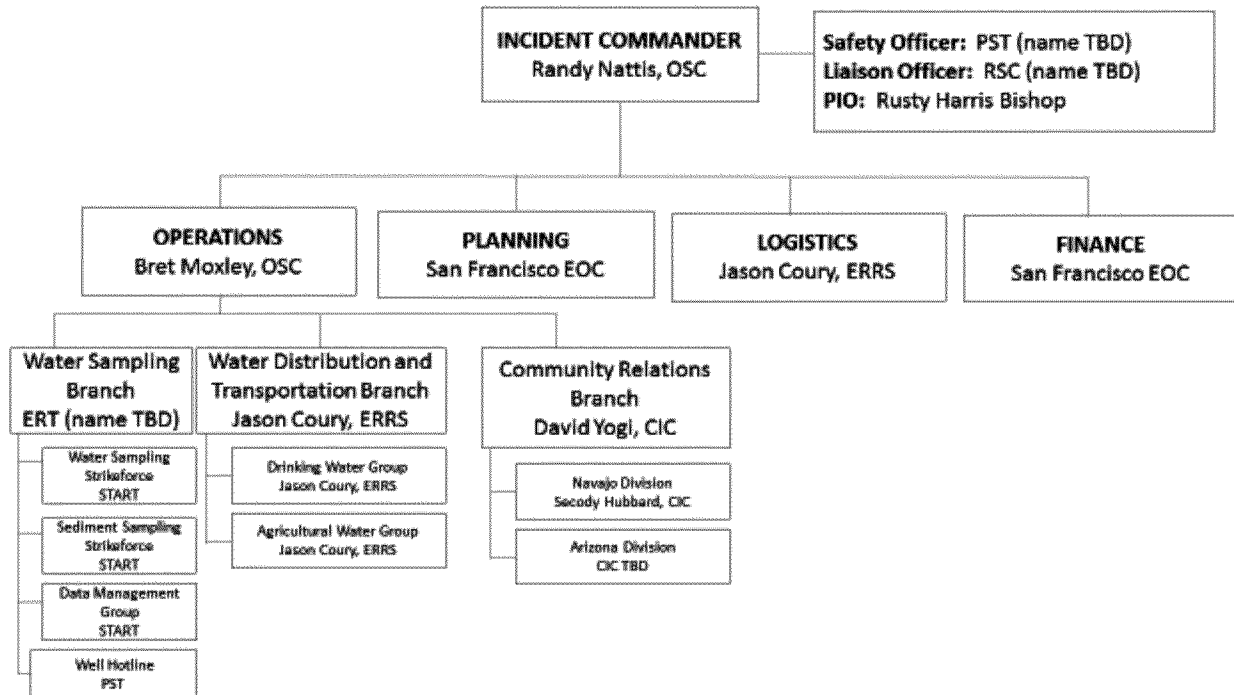 INCIDENT COMMANDER
Randy Nattis, OSC
Safety Officer: PST (name TBD)
Liaison Officer: RSC (name TBD)
PIO: Rusty Harris Bishop
OPERATIONS
Bret Moxley, OSC
PLANNING
San Francisco EOC
LOGISTICS
Jason Coury, ERRS
FINANCE
San Francisco EOC
Water Sampling
Branch
ERT (name TBD)
Water Distribution and
Transportation Branch
Jason Coury, ERRS
Community Relations
Branch
David Yogi, CIC
Water Sampling
Strikeforce
START
Sediment Sampling
Strikeforce
START
Data Management
Group
START
Well Hotline
PST
Drinking Water Group
Jason Coury, ERRS
Agricultural Water Group
Jason Coury, ERRS
Navajo Division
Secody Hubbard, CIC
Arizona Division
CIC TBD